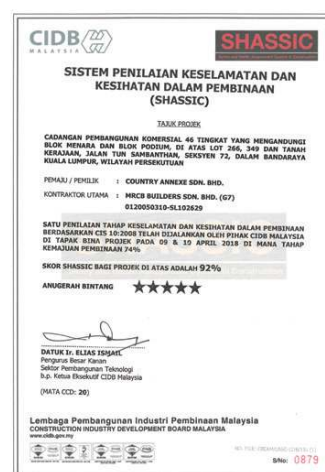 CIDB
MALAYSIA
SHASSIC
SISTEM PENILAIAN KESELAMATAN DAN
KESIHATAN DALAM PEMBINAAN
(SHASSIC)
TAJUK PROJEK
CADANGAN PEMBANGUNAN KOMERSIAL 46 TINGKAT YANG MENGANDUNGI
BLOK MENARA DAN BLOK PODIUM, DI ATAS LOT 266, 349 DAN TANAH
KERAJAAN, JALAN TUN SAMBANTHAN, SEKSYEN 72, DALAM BANDARAYA
KUALA LUMPUR, WILAYAH PERSEKUTUAN
PEMAJU / PEMILIK : COUNTRY ANNEXE SDN. BHD.
KONTRAKTOR UTAMA : MRCB BUILDERS SDN. BHD. (G7)
0120050310-SL102629
SATU PENILAIAN TAHAP KESELAMATAN DAN KESIHATAN DALAM PEMBINAAN
BERDASARKAN CIS 10:2008 TELAH DIJALANKAN OLEH PIHAK CIDB MALAYSIA
DI TAPAK BINA PROJEK PADA 09 & 10 APRIL 2018 DI MANA TAHAP
KEMAJUAN PEMBINAAN 74%
SKOR SHASSIC BAGI PROJEK DI ATAS ADALAH 92%
ANUGERAH BINTANG ★★★★★
DATUK Ir. ELIAS ISMAIL
Pengurus Besar Kanan
Sektor Pembangunan Teknologi
b.p. Ketua Eksekutif CIDB Malaysia
(MATA CCD: 20)
Lembaga Pembangunan Industri Pembinaan Malaysia
CONSTRUCTION INDUSTRY DEVELOPMENT BOARD MALAYSIA
www.cidb.gov.my
S/No: 0879